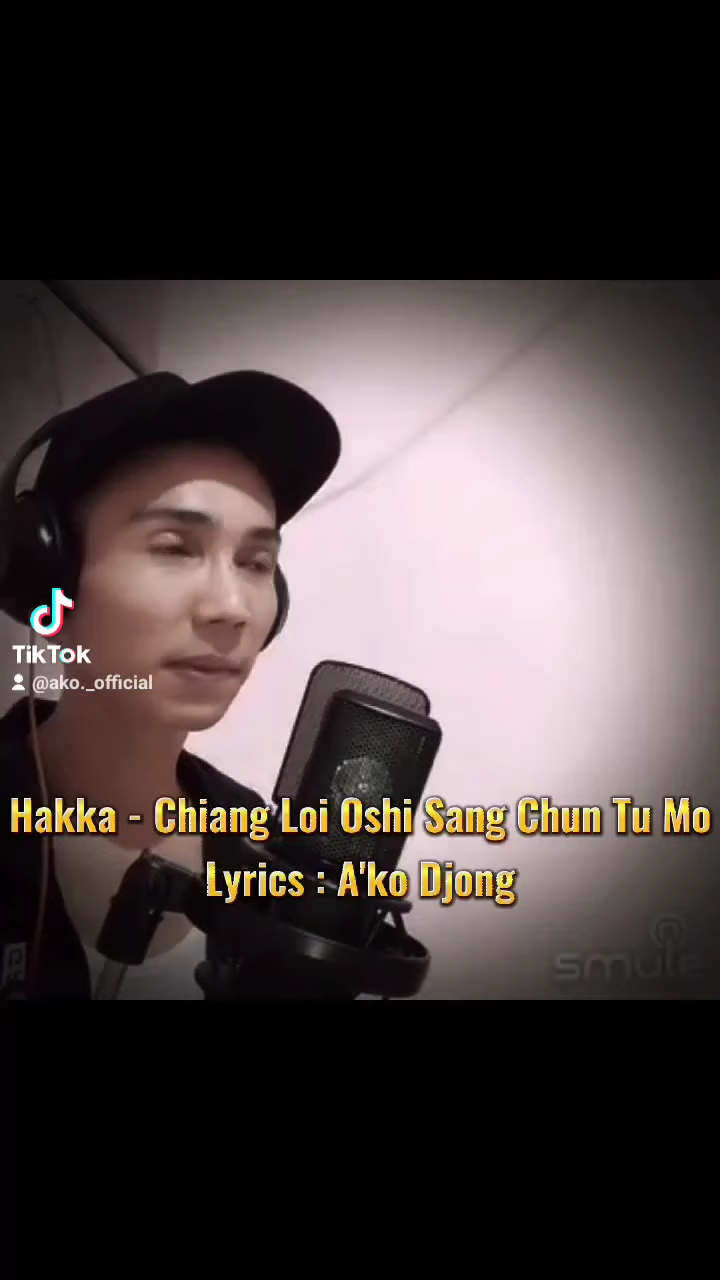 TikTok
@ako._official
Hakka - Chiang Loi Oshi Sang Chun Tu Mo
Lyrics : A'ko Djong
smule